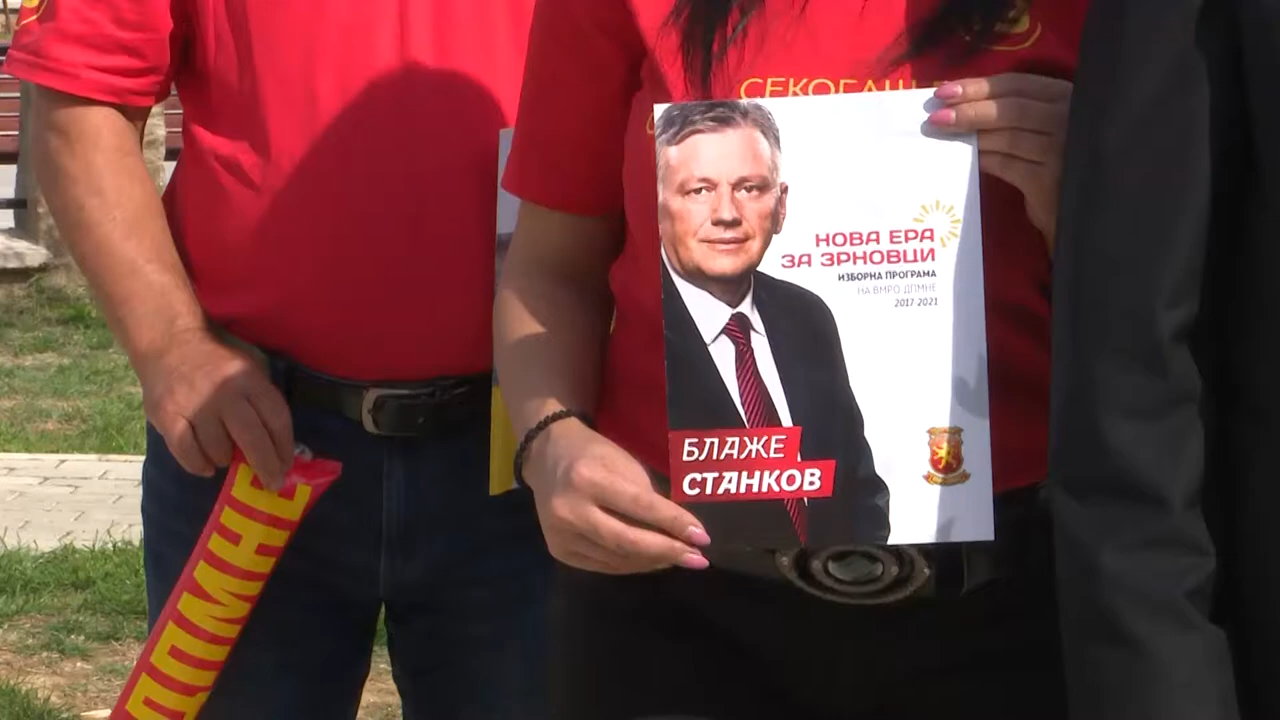 СЕКОГАШ
НОВА ЕРА
ЗА ЗРНОВЦИ
ИЗБОРНА ПРОГРАМА
НА ВМРО ДПМНЕ
2017-2021
БЛАЖЕ
СТАНКОВ
ДПМНЕ